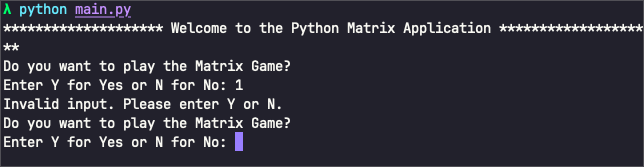 λ python main.py
******************** Welcome to the Python Matrix Application ******************
**
Do you want to play the Matrix Game?
Enter Y for Yes or N for No: 1
Invalid input. Please enter Y or N.
Do you want to play the Matrix Game?
Enter Y for Yes or N for No: